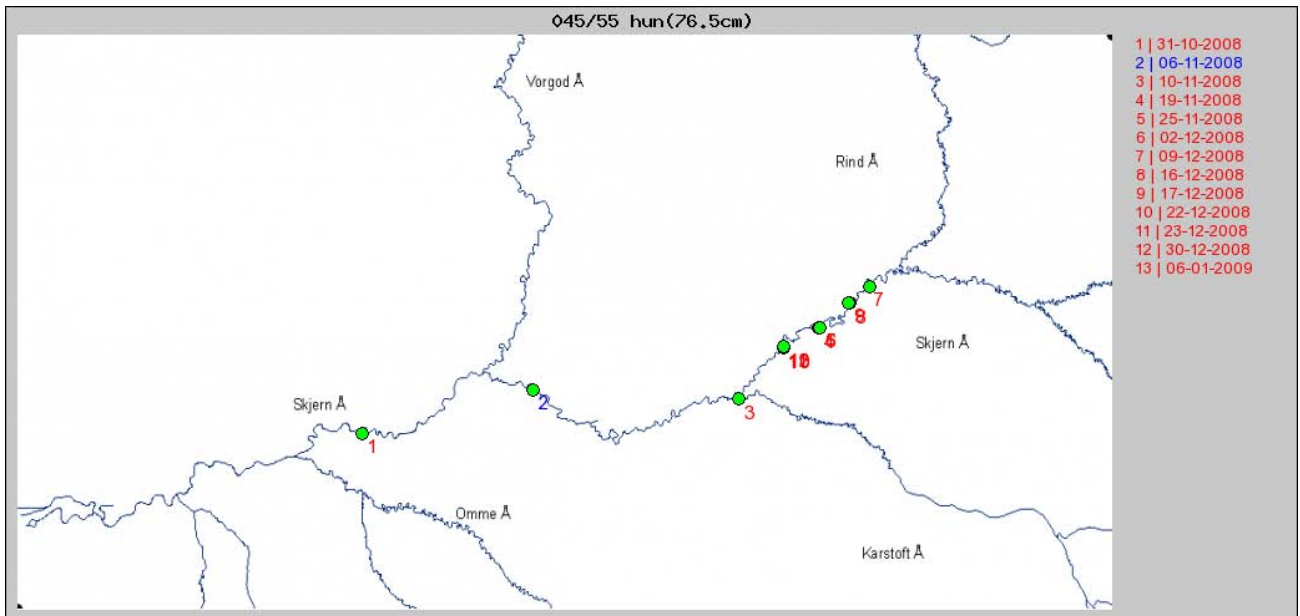 045/55 hun(76.5cm)
1 | 31-10-2008
2 | 06-11-2008
3 | 10-11-2008
4 | 19-11-2008
5 | 25-11-2008
6 | 02-12-2008
7 | 09-12-2008
8 | 16-12-2008
9 | 17-12-2008
10 | 22-12-2008
11 | 23-12-2008
12 | 30-12-2008
13 | 06-01-2009
Vorgod Å
Rind Å
7
Skjern Å
3
2
Skjern Å
1
Omme Å
Karstoft Å